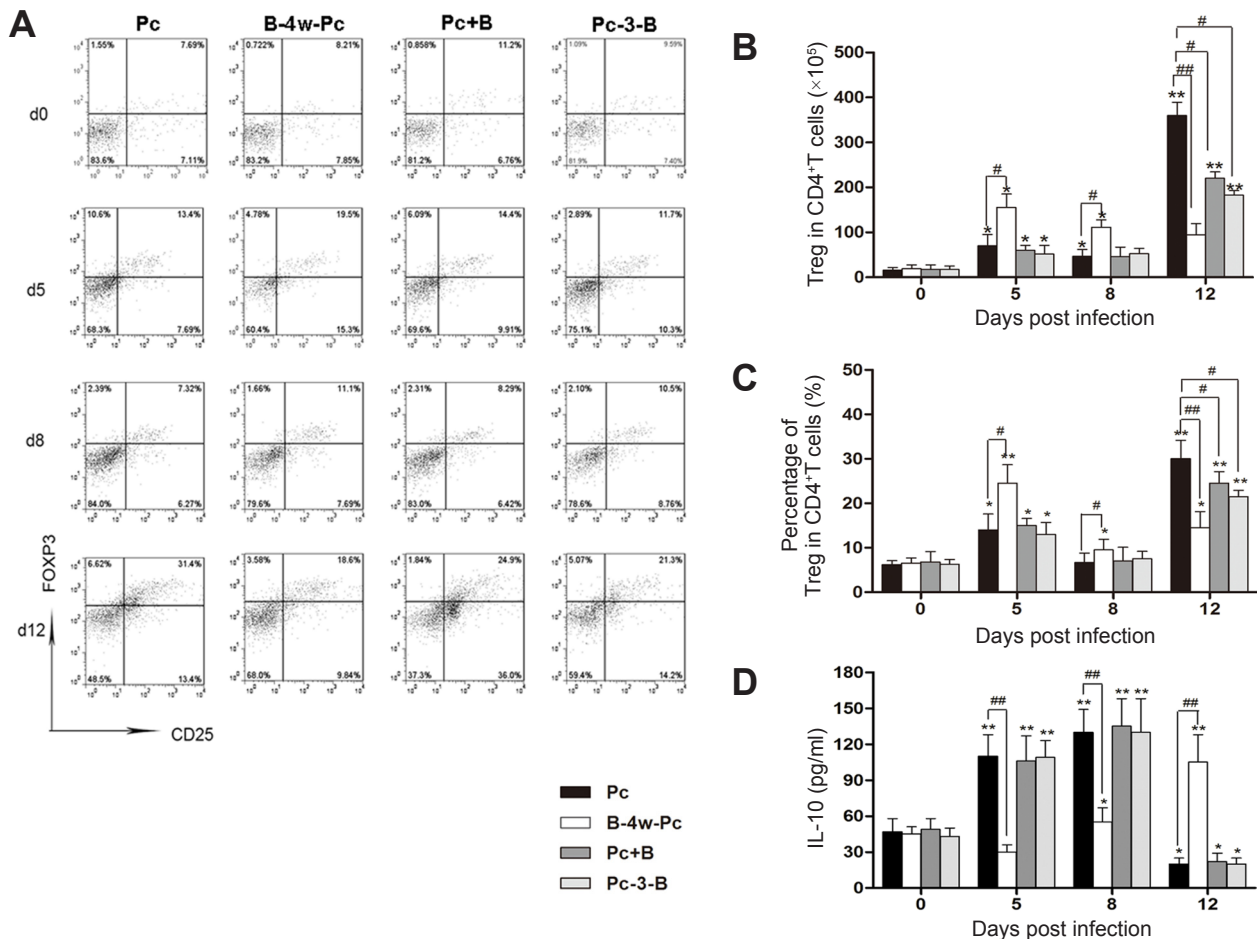 A
Pc B-4w-Pc Pc+B Pc-3-B
d0
10⁴ 10³ 10² 10¹ 10⁰
1.55% 7.69% 83.6% 7.11%
0.722% 8.21% 83.2% 7.85%
0.858% 11.2% 81.2% 6.76%
1.09% 9.59% 81.9% 7.40%
10⁰ 10¹ 10² 10³ 10⁴
d5
10.6% 13.4% 68.3% 7.69%
4.78% 19.5% 60.4% 15.3%
6.09% 14.4% 69.6% 9.91%
2.89% 11.7% 75.1% 10.3%
d8
2.39% 7.32% 84.0% 6.27%
1.66% 11.1% 79.6% 7.69%
2.31% 8.29% 83.0% 6.42%
2.10% 10.5% 78.6% 8.76%
d12
6.62% 31.4% 48.5% 13.4%
3.58% 18.6% 68.0% 9.84%
1.84% 24.9% 37.3% 36.0%
5.07% 21.3% 59.4% 14.2%
FOXP3
CD25
Pc
B-4w-Pc
Pc+B
Pc-3-B
B
Treg in CD4⁺T cells (×10⁵)
500
400
300
200
100
0
* # * * *
* # *
** ## # # ** **
0 5 8 12
Days post infection
C
Percentage of
Treg in CD4⁺T cells (%)
50
40
30
20
10
0
* # ** * *
# *
** ## # # * ** **
0 5 8 12
Days post infection
D
IL-10 (pg/ml)
180
150
120
90
60
30
0
** ## ** **
** ## * ** **
* ## ** * *
0 5 8 12
Days post infection